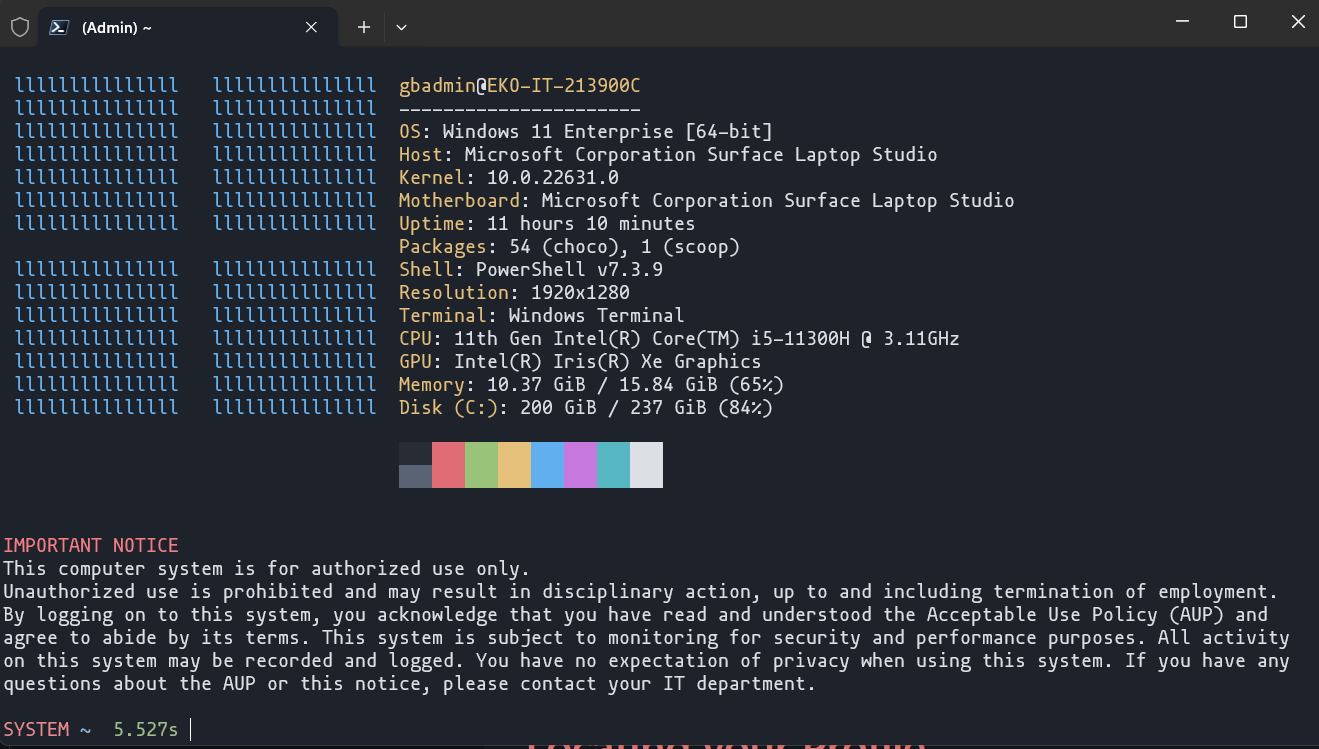 (Admin) ~
lllllllllllllll lllllllllllllll gbadmin@EKO-IT-213900C
lllllllllllllll lllllllllllllll ----------------------
lllllllllllllll lllllllllllllll OS: Windows 11 Enterprise [64-bit]
lllllllllllllll lllllllllllllll Host: Microsoft Corporation Surface Laptop Studio
lllllllllllllll lllllllllllllll Kernel: 10.0.22631.0
lllllllllllllll lllllllllllllll Motherboard: Microsoft Corporation Surface Laptop Studio
lllllllllllllll lllllllllllllll Uptime: 11 hours 10 minutes
Packages: 54 (choco), 1 (scoop)
lllllllllllllll lllllllllllllll Shell: PowerShell v7.3.9
lllllllllllllll lllllllllllllll Resolution: 1920x1280
lllllllllllllll lllllllllllllll Terminal: Windows Terminal
lllllllllllllll lllllllllllllll CPU: 11th Gen Intel(R) Core(TM) i5-11300H @ 3.11GHz
lllllllllllllll lllllllllllllll GPU: Intel(R) Iris(R) Xe Graphics
lllllllllllllll lllllllllllllll Memory: 10.37 GiB / 15.84 GiB (65%)
lllllllllllllll lllllllllllllll Disk (C:): 200 GiB / 237 GiB (84%)
IMPORTANT NOTICE
This computer system is for authorized use only.
Unauthorized use is prohibited and may result in disciplinary action, up to and including termination of employment.
By logging on to this system, you acknowledge that you have read and understood the Acceptable Use Policy (AUP) and
agree to abide by its terms. This system is subject to monitoring for security and performance purposes. All activity
on this system may be recorded and logged. You have no expectation of privacy when using this system. If you have any
questions about the AUP or this notice, please contact your IT department.
SYSTEM ~ 5.527s